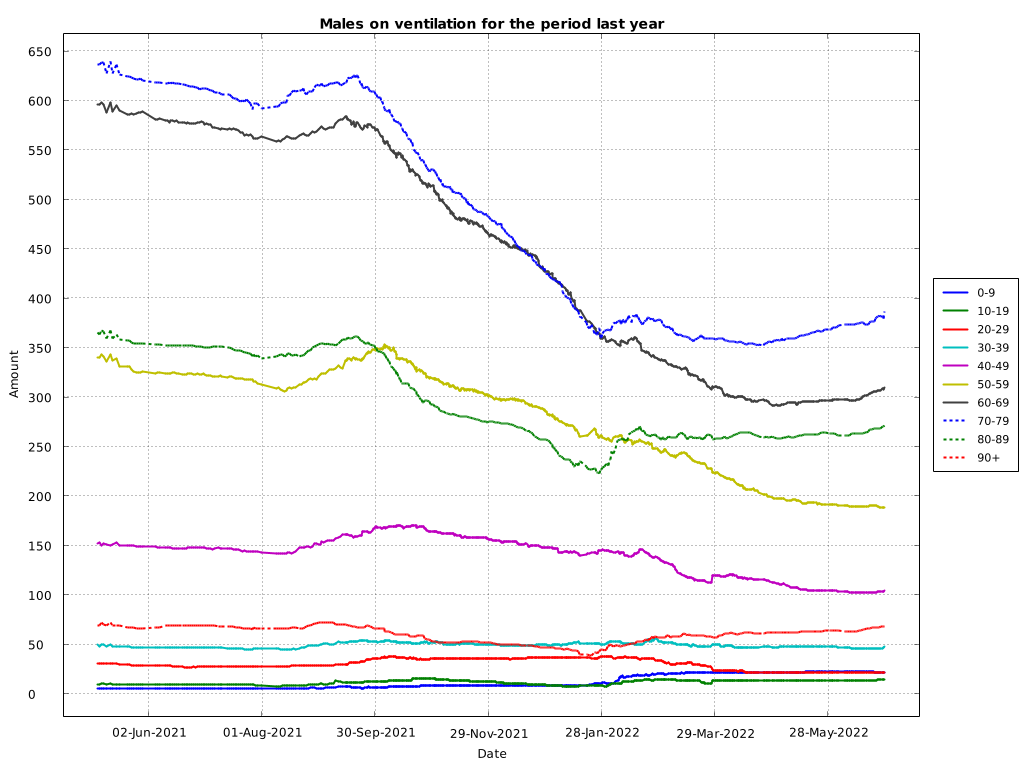 Males on ventilation for the period last year
650
600
550
500
450
400
350
300
250
200
150
100
50
0
Amount
02-Jun-2021
01-Aug-2021
30-Sep-2021
29-Nov-2021
28-Jan-2022
29-Mar-2022
28-May-2022
Date
0-9
10-19
20-29
30-39
40-49
50-59
60-69
70-79
80-89
90+